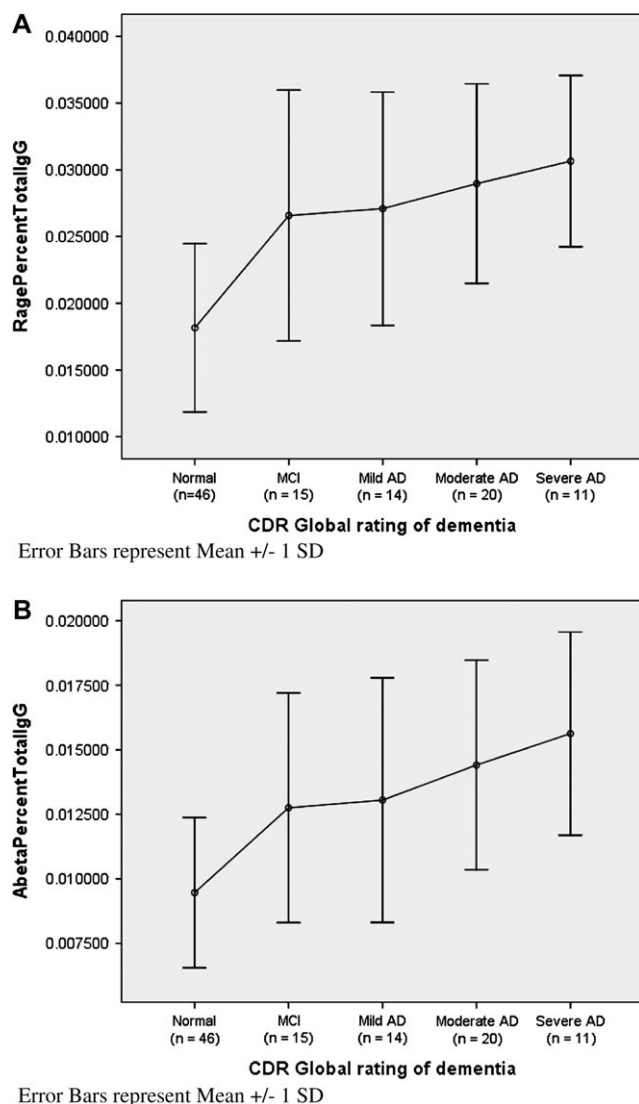 A
RagePercentTotalIgG
0.040000
0.035000
0.030000
0.025000
0.020000
0.015000
0.010000
Normal MCI Mild AD Moderate AD Severe AD
(n=46) (n = 15) (n = 14) (n = 20) (n = 11)
CDR Global rating of dementia
Error Bars represent Mean +/- 1 SD
B
AbetaPercentTotalIgG
0.020000
0.017500
0.015000
0.012500
0.010000
0.007500
Normal MCI Mild AD Moderate AD Severe AD
(n = 46) (n = 15) (n = 14) (n = 20) (n = 11)
CDR Global rating of dementia
Error Bars represent Mean +/- 1 SD